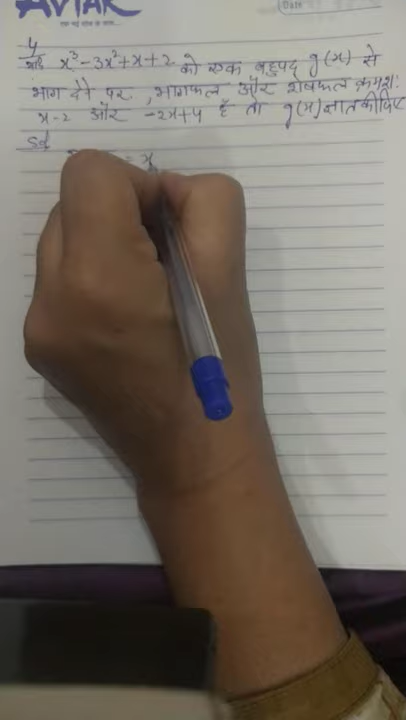 AVTAR
Date
4
यदि x³-3x²+x+2 को एक बहुपद g(x) से
भाग देने पर, भागफल और शेषफल क्रमश:
x-2 और -2x+4 हैं तो g(x) ज्ञात कीजिए
Sol
= x